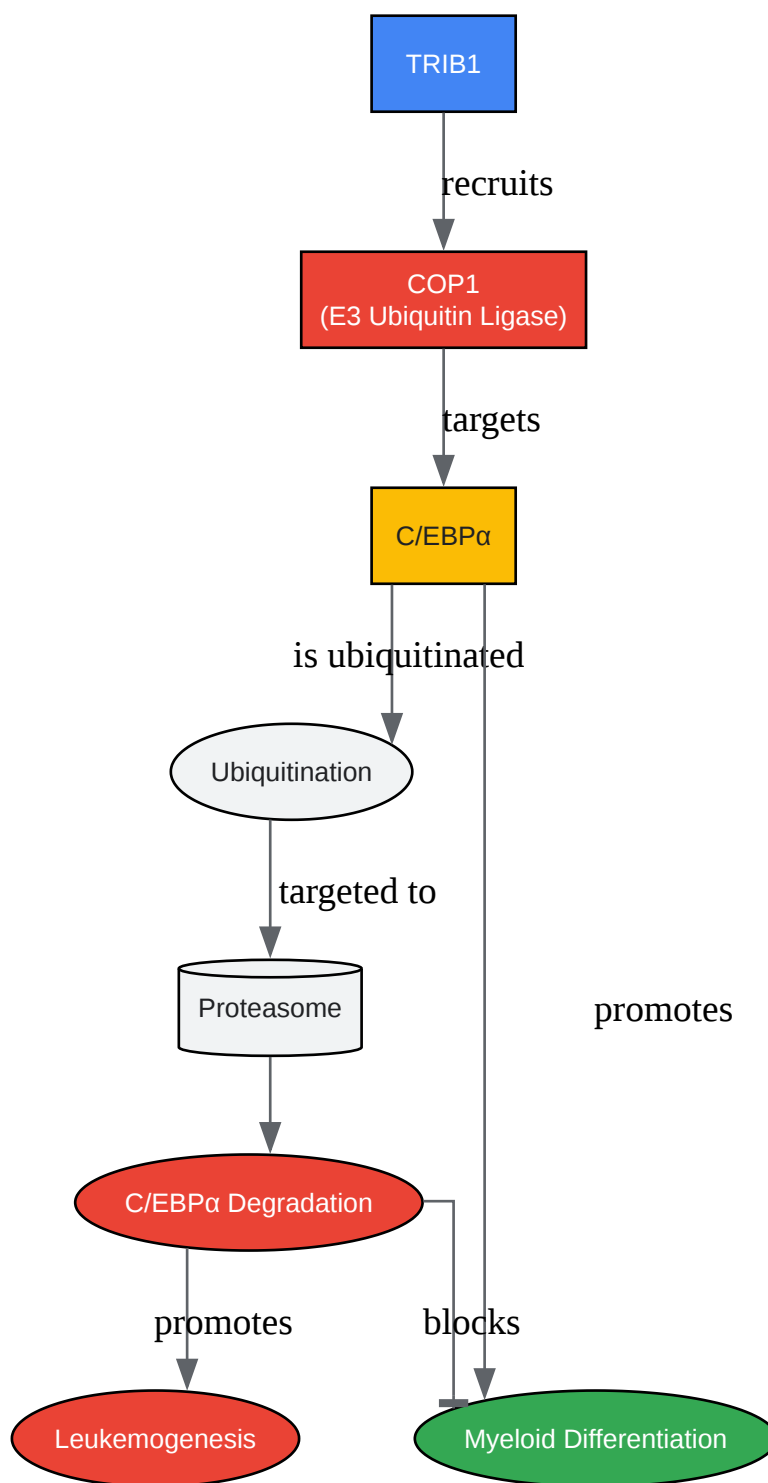 TRIB1
recruits
COP1
(E3 Ubiquitin Ligase)
targets
C/EBPα
is ubiquitinated
Ubiquitination
targeted to
Proteasome
promotes
C/EBPα Degradation
promotes
blocks
Leukemogenesis
Myeloid Differentiation